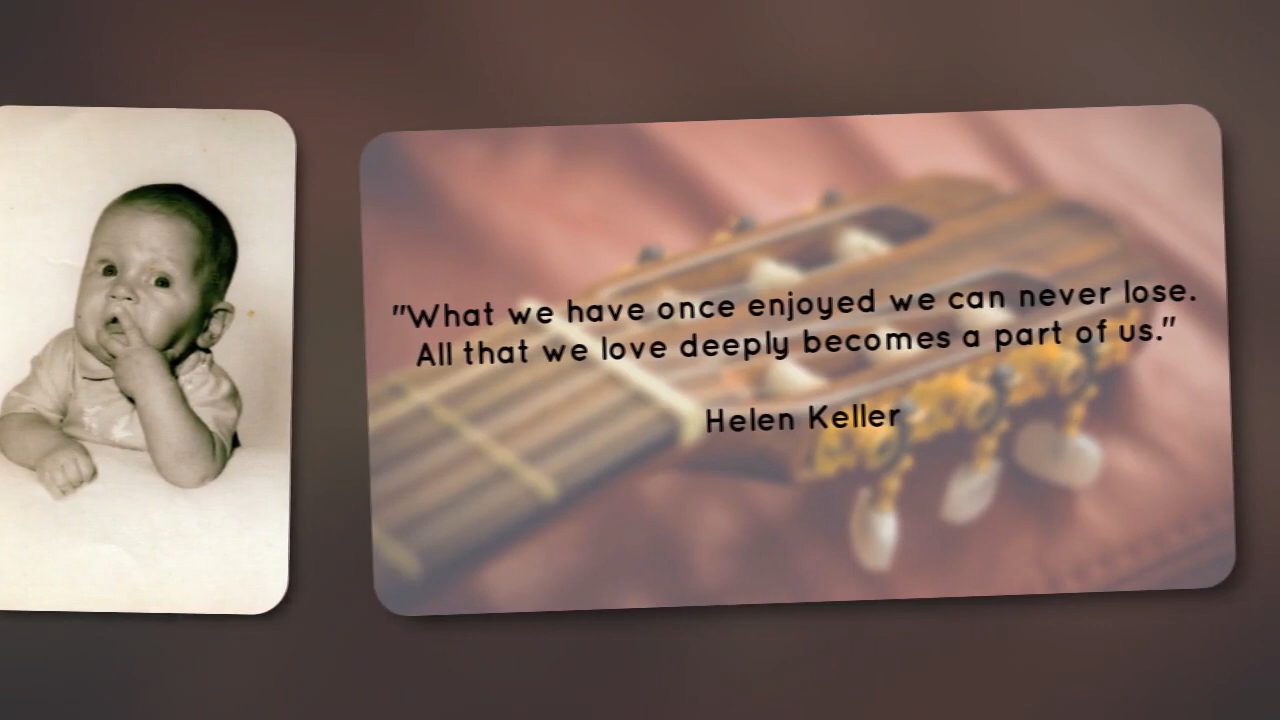 "What we have once enjoyed we can never lose.
All that we love deeply becomes a part of us."
Helen Keller